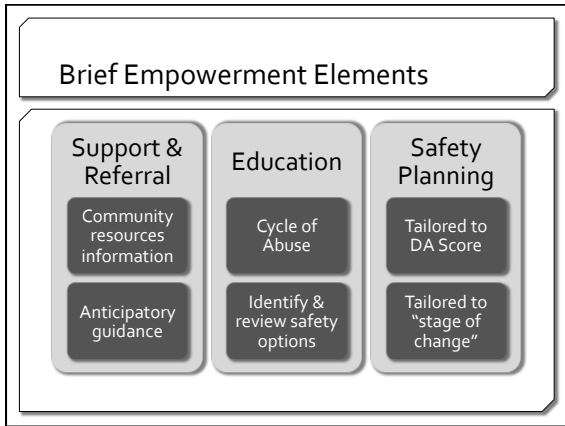 Brief Empowerment Elements
Support &
Referral
Community
resources
information
Anticipatory
guidance
Education
Cycle of
Abuse
Identify &
review safety
options
Safety
Planning
Tailored to
DA Score
Tailored to
“stage of
change”